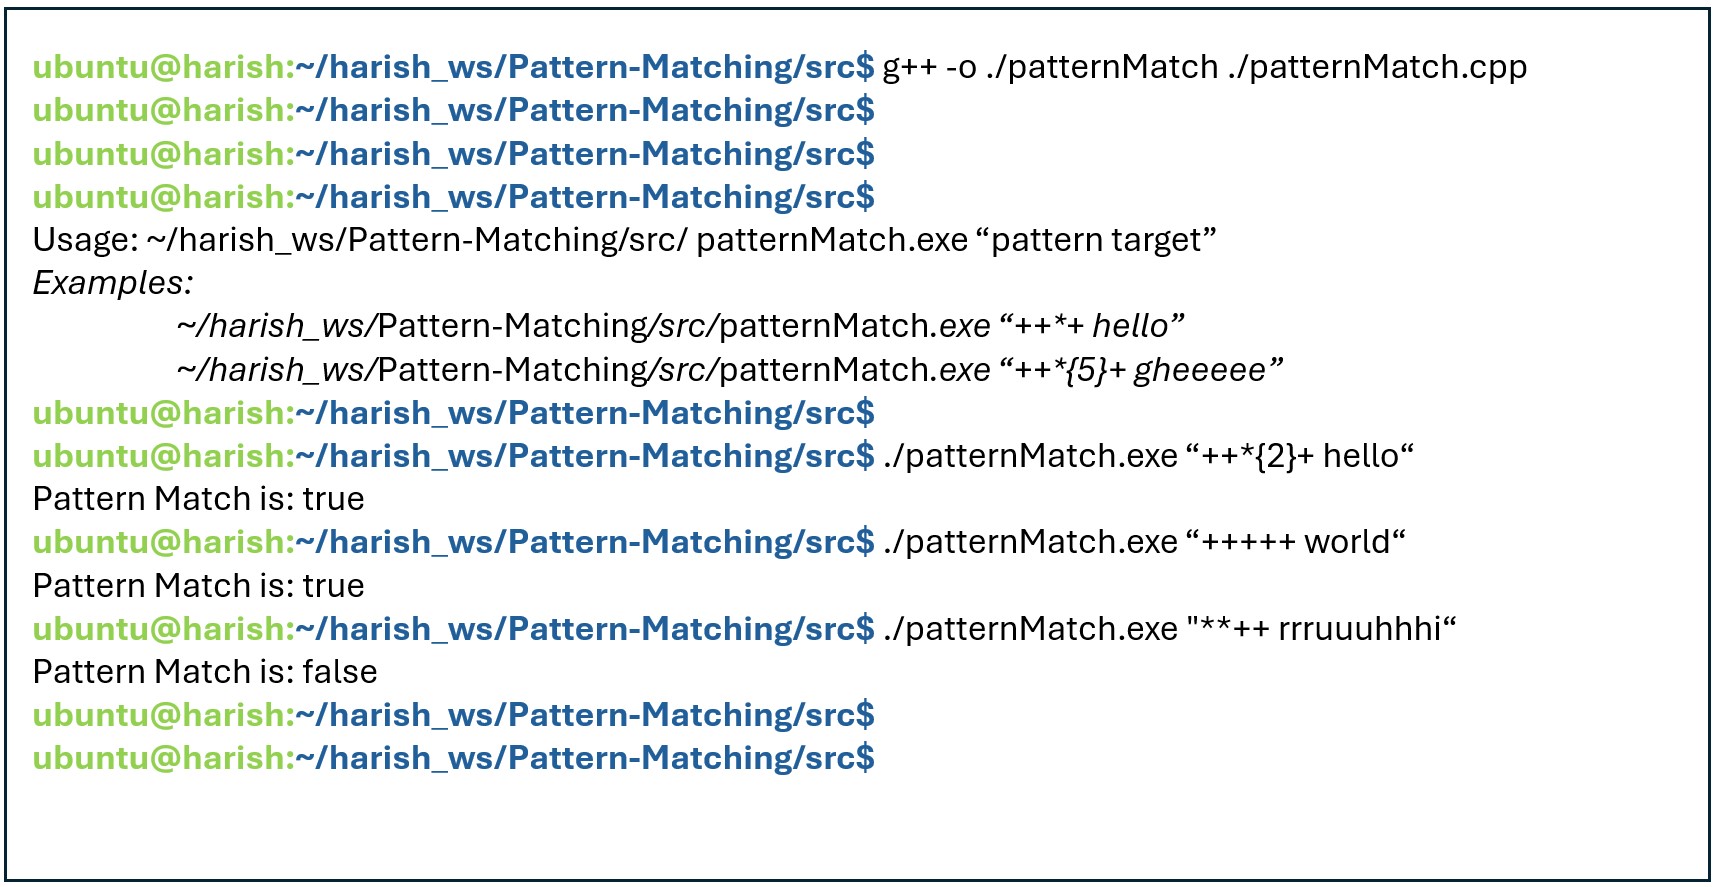 ubuntu@harish:~/harish_ws/Pattern-Matching/src$ g++ -o ./patternMatch ./patternMatch.cpp
ubuntu@harish:~/harish_ws/Pattern-Matching/src$
ubuntu@harish:~/harish_ws/Pattern-Matching/src$
ubuntu@harish:~/harish_ws/Pattern-Matching/src$
Usage: ~/harish_ws/Pattern-Matching/src/ patternMatch.exe “pattern target”
Examples:
~/harish_ws/Pattern-Matching/src/patternMatch.exe “++*+ hello”
~/harish_ws/Pattern-Matching/src/patternMatch.exe “++*{5}+ gheeeee”
ubuntu@harish:~/harish_ws/Pattern-Matching/src$
ubuntu@harish:~/harish_ws/Pattern-Matching/src$ ./patternMatch.exe “++*{2}+ hello“
Pattern Match is: true
ubuntu@harish:~/harish_ws/Pattern-Matching/src$ ./patternMatch.exe “+++++ world“
Pattern Match is: true
ubuntu@harish:~/harish_ws/Pattern-Matching/src$ ./patternMatch.exe "**++ rrruuuhhhi“
Pattern Match is: false
ubuntu@harish:~/harish_ws/Pattern-Matching/src$
ubuntu@harish:~/harish_ws/Pattern-Matching/src$